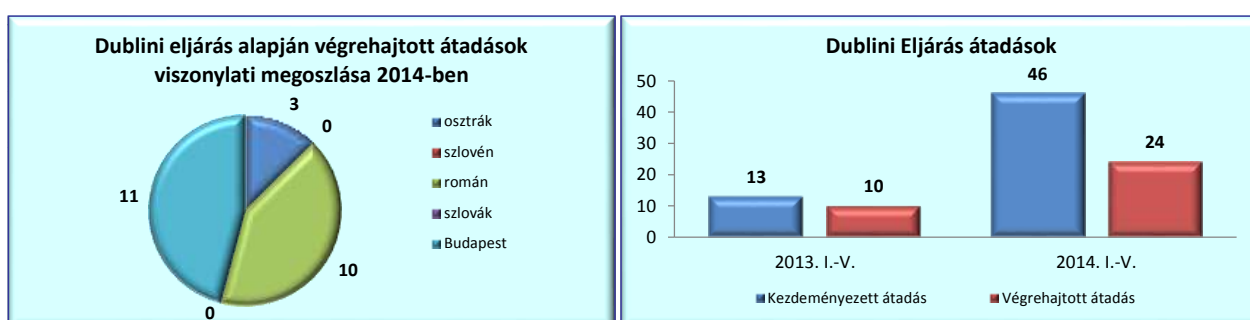 Dublini eljárás alapján végrehajtott átadások
viszonylati megoszlása 2014-ben
3
0
10
0
11
osztrák
szlovén
román
szlovák
Budapest
Dublini Eljárás átadások
50
40
30
20
10
0
13
10
46
24
2013. I.-V.
2014. I.-V.
Kezdeményezett átadás
Végrehajtott átadás